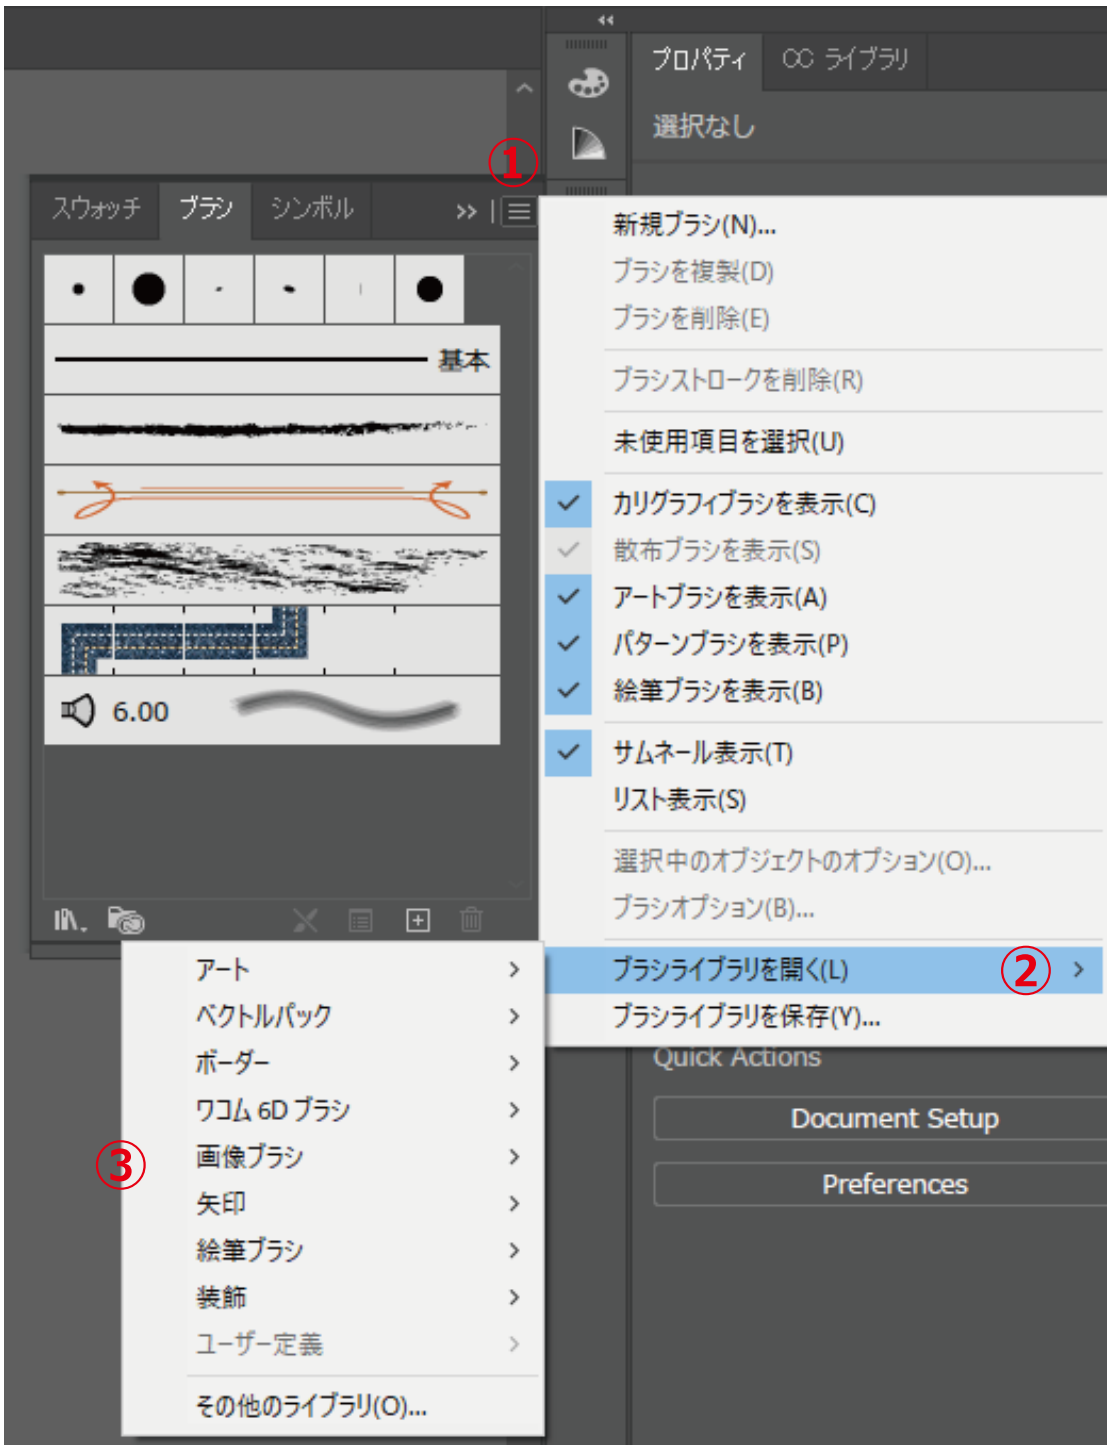 プロパティ CC ライブラリ
選択なし
①
スウォッチ ブラシ シンボル
基本
6.00
新規ブラシ(N)...
ブラシを複製(D)
ブラシを削除(E)
ブラシストロークを削除(R)
未使用項目を選択(U)
カリグラフィブラシを表示(C)
散布ブラシを表示(S)
アートブラシを表示(A)
パターンブラシを表示(P)
絵筆ブラシを表示(B)
サムネール表示(T)
リスト表示(S)
選択中のオブジェクトのオプション(O)...
ブラシオプション(B)...
ブラシライブラリを開く(L) ②
ブラシライブラリを保存(Y)...
アート
ベクトルパック
ボーダー
ワコム 6D ブラシ
③
画像ブラシ
矢印
絵筆ブラシ
装飾
ユーザー定義
その他のライブラリ(O)...
Quick Actions
Document Setup
Preferences